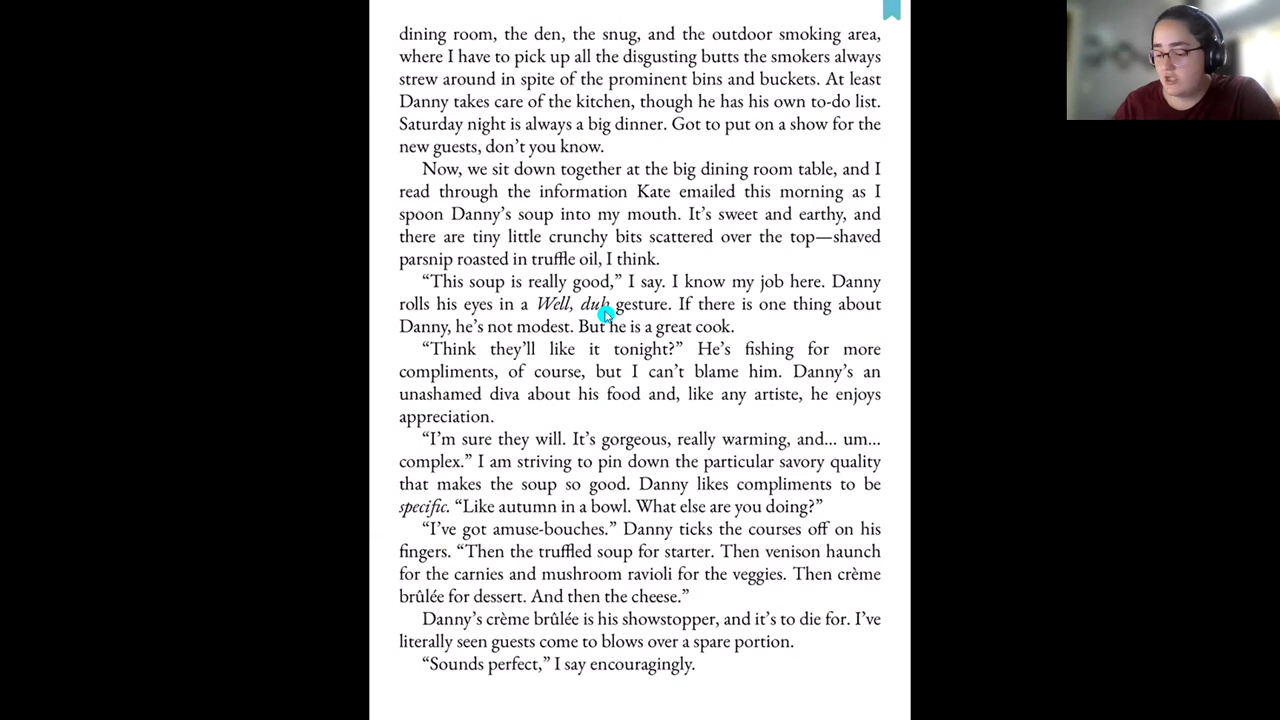 dining room, the den, the snug, and the outdoor smoking area,
where I have to pick up all the disgusting butts the smokers always
strew around in spite of the prominent bins and buckets. At least
Danny takes care of the kitchen, though he has his own to-do list.
Saturday night is always a big dinner. Got to put on a show for the
new guests, don’t you know.
Now, we sit down together at the big dining room table, and I
read through the information Kate emailed this morning as I
spoon Danny’s soup into my mouth. It’s sweet and earthy, and
there are tiny little crunchy bits scattered over the top—shaved
parsnip roasted in truffle oil, I think.
“This soup is really good,” I say. I know my job here. Danny
rolls his eyes in a Well, duh gesture. If there is one thing about
Danny, he’s not modest. But he is a great cook.
“Think they’ll like it tonight?” He’s fishing for more
compliments, of course, but I can’t blame him. Danny’s an
unashamed diva about his food and, like any artiste, he enjoys
appreciation.
“I’m sure they will. It’s gorgeous, really warming, and... um...
complex.” I am striving to pin down the particular savory quality
that makes the soup so good. Danny likes compliments to be
specific. “Like autumn in a bowl. What else are you doing?”
“I’ve got amuse-bouches.” Danny ticks the courses off on his
fingers. “Then the truffled soup for starter. Then venison haunch
for the carnies and mushroom ravioli for the veggies. Then crème
brûlée for dessert. And then the cheese.”
Danny’s crème brûlée is his showstopper, and it’s to die for. I’ve
literally seen guests come to blows over a spare portion.
“Sounds perfect,” I say encouragingly.